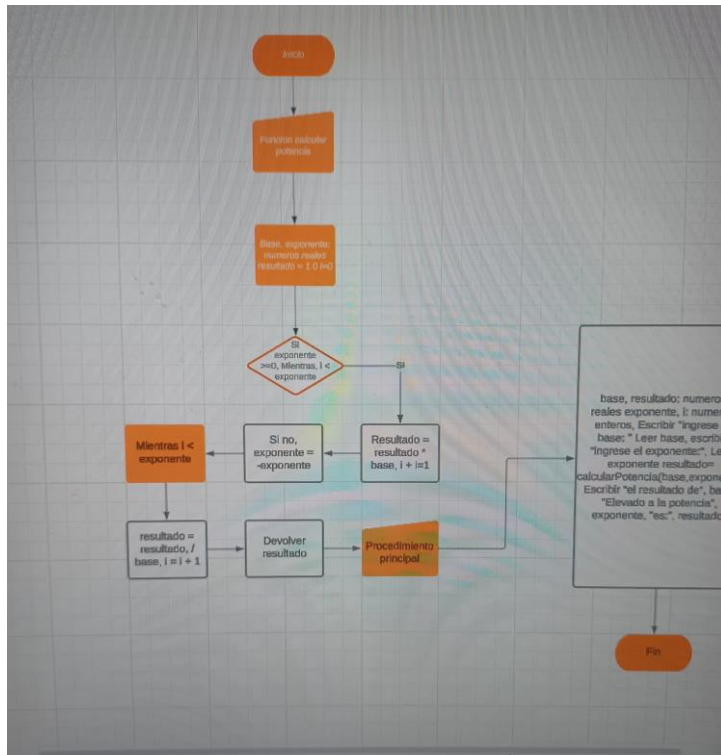 Inicio
Funcion calcular
potencia
Base, exponente:
numeros reales
resultado = 1.0 i=0
Si
exponente
>=0, Mientras, i <
exponente
SI
Resultado =
resultado *
base, i + i=1
Si no,
exponente =
-exponente
Mientras i <
exponente
resultado =
resultado, /
base, i = i + 1
Devolver
resultado
Procedimiento
principal
base, resultado: numero
reales exponente, i: numer
enteros, Escribir "ingrese
base: " Leer base, escrib
"Ingrese el exponente:", Le
exponente resultado=
calcularPotencia(base,expon
Escribir "el resultado de", ba
"Elevado a la potencia",
exponente, "es:", resultado
Fin